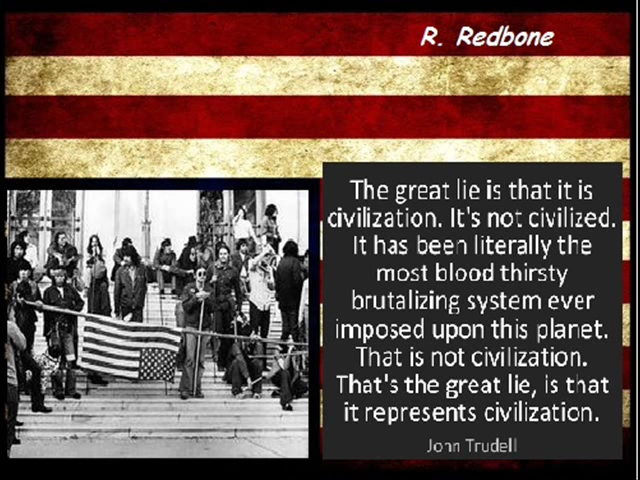 R. Redbone
The great lie is that it is
civilization. It's not civilized.
It has been literally the
most blood thirsty
brutalizing system ever
imposed upon this planet.
That is not civilization.
That's the great lie, is that
it represents civilization.
John Trudell